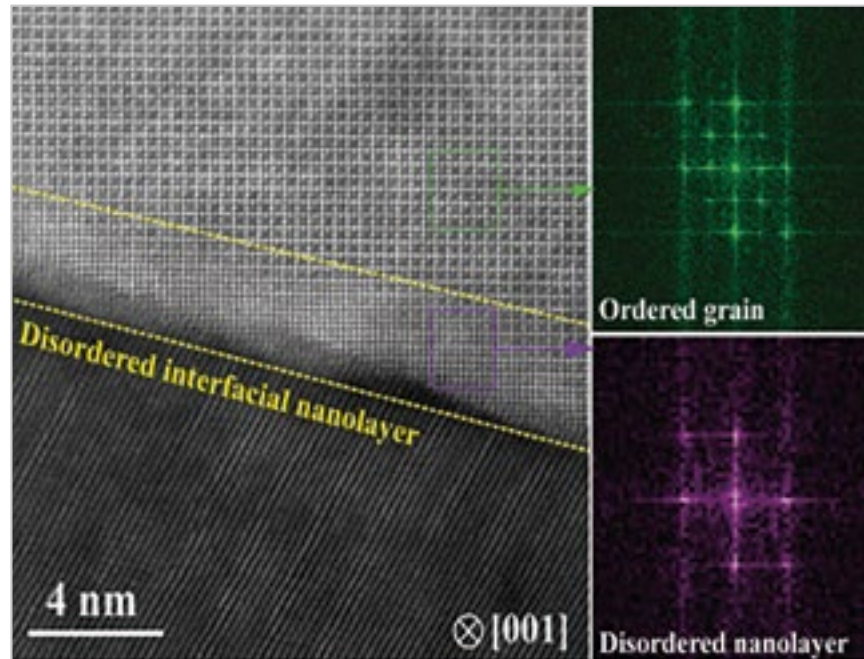 Ordered grain
Disordered interfacial nanolayer
4 nm
⊗[001]
Disordered nanolayer